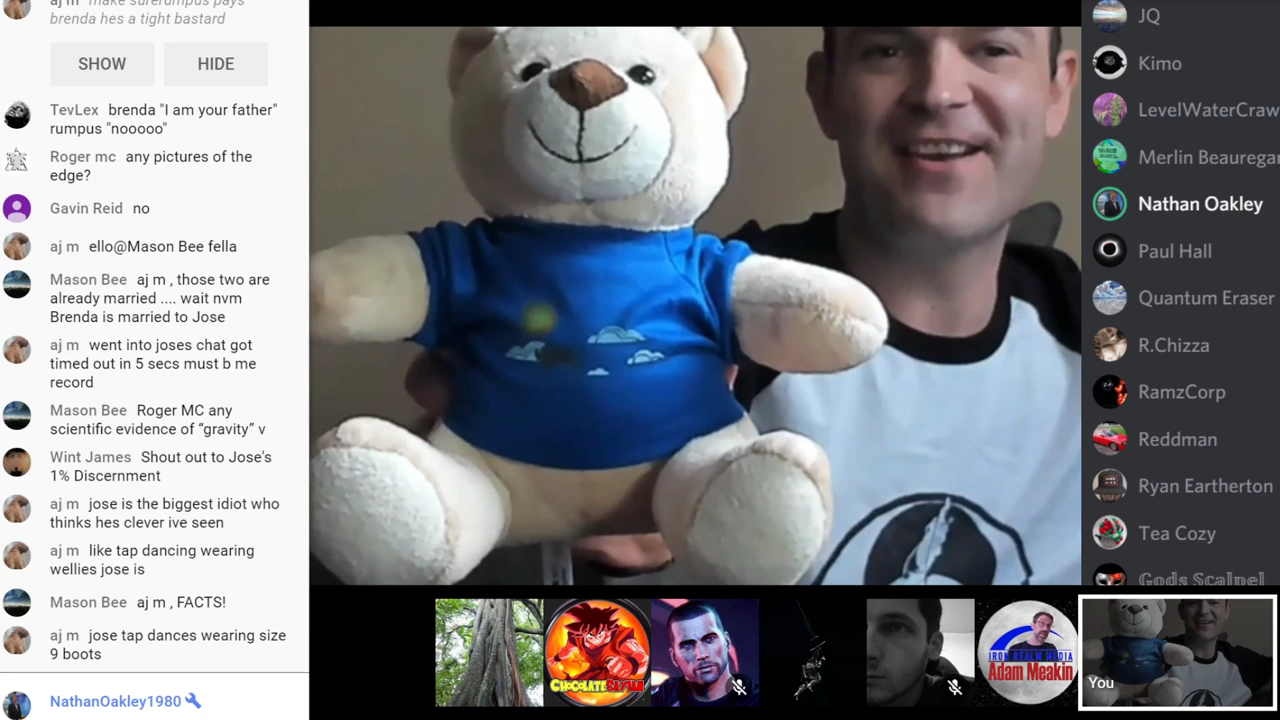 aj m make surerumpus pays
brenda hes a tight bastard
SHOW
HIDE
TevLex brenda "I am your father"
rumpus "nooooo"
Roger mc any pictures of the
edge?
Gavin Reid no
aj m ello@Mason Bee fella
Mason Bee aj m , those two are
already married .... wait nvm
Brenda is married to Jose
aj m went into joses chat got
timed out in 5 secs must b me
record
Mason Bee Roger MC any
scientific evidence of “gravity” v
Wint James Shout out to Jose's
1% Discernment
aj m jose is the biggest idiot who
thinks hes clever ive seen
aj m like tap dancing wearing
wellies jose is
Mason Bee aj m , FACTS!
aj m jose tap dances wearing size
9 boots
NathanOakley1980
CHOCOLATE SAIYAN
IRON REALM MEDIA
Adam Meakin
You
JQ
Kimo
LevelWaterCraw
Merlin Beaurega
Nathan Oakley
Paul Hall
Quantum Eraser
R.Chizza
RamzCorp
Reddman
Ryan Eartherton
Tea Cozy
Gods Scalpel